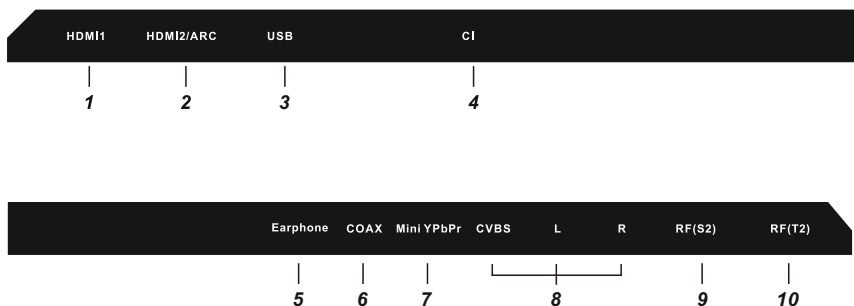 HDMI1 HDMI2/ARC USB CI
1 2 3 4
Earphone COAX Mini YPbPr CVBS L R RF(S2) RF(T2)
5 6 7 8 9 10